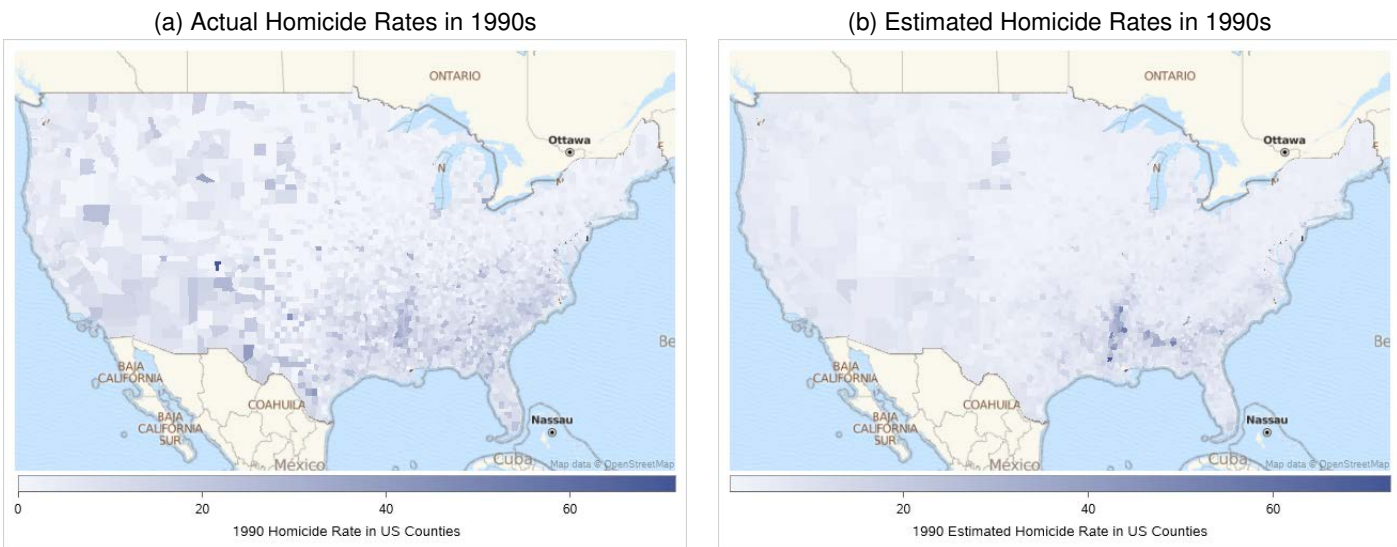 (a) Actual Homicide Rates in 1990s
ONTARIO
Ottawa
N
N
E
Be
BAJA
CALIFORNIA
COAHUILA
BAJA
CALIFORNIA
SUR
Nassau
México
Cuba
Map data © OpenStreetMap
0
20
40
60
1990 Homicide Rate in US Counties
(b) Estimated Homicide Rates in 1990s
ONTARIO
Ottawa
N
N
E
Be
BAJA
CALIFORNIA
COAHUILA
BAJA
CALIFORNIA
SUR
Nassau
México
Cuba
Map data © OpenStreetMap
20
40
60
1990 Estimated Homicide Rate in US Counties